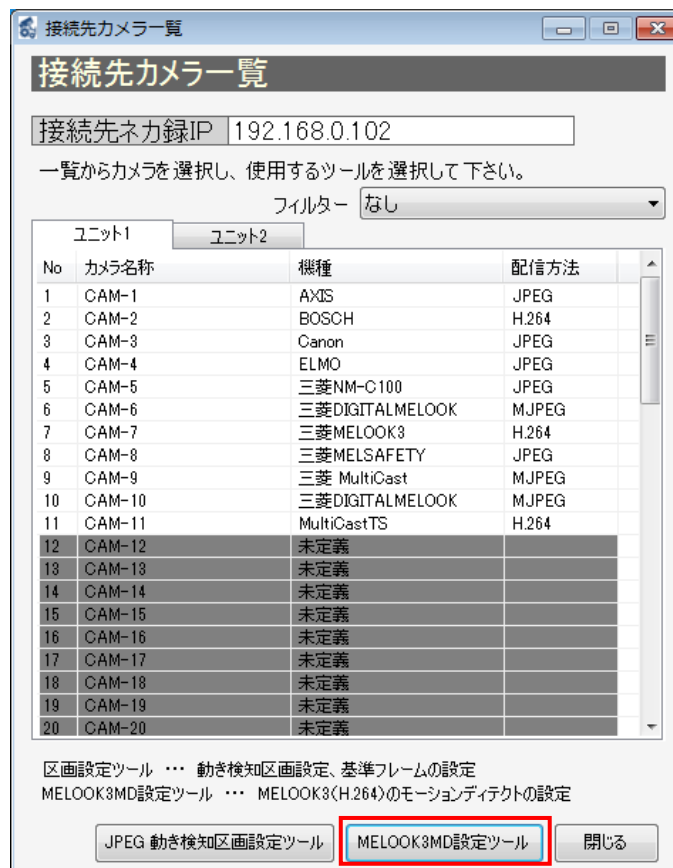 接続先カメラ一覧
接続先カメラ一覧
接続先ネカ録IP 192.168.0.102
一覧からカメラを選択し、使用するツールを選択して下さい。
フィルター なし
ユニット1 ユニット2
No カメラ名称 機種 配信方法
1 CAM-1 AXIS JPEG
2 CAM-2 BOSCH H.264
3 CAM-3 Canon JPEG
4 CAM-4 ELMO JPEG
5 CAM-5 三菱NM-C100 JPEG
6 CAM-6 三菱DIGITALMELOOK MJPEG
7 CAM-7 三菱MELOOK3 H.264
8 CAM-8 三菱MELSAFETY JPEG
9 CAM-9 三菱 MultiCast MJPEG
10 CAM-10 三菱DIGITALMELOOK MJPEG
11 CAM-11 MultiCastTS H.264
12 CAM-12 未定義
13 CAM-13 未定義
14 CAM-14 未定義
15 CAM-15 未定義
16 CAM-16 未定義
17 CAM-17 未定義
18 CAM-18 未定義
19 CAM-19 未定義
20 CAM-20 未定義
区画設定ツール ･･･ 動き検知区画設定、基準フレームの設定
MELOOK3MD設定ツール ･･･ MELOOK3(H.264)のモーションディテクトの設定
JPEG 動き検知区画設定ツール MELOOK3MD設定ツール 閉じる